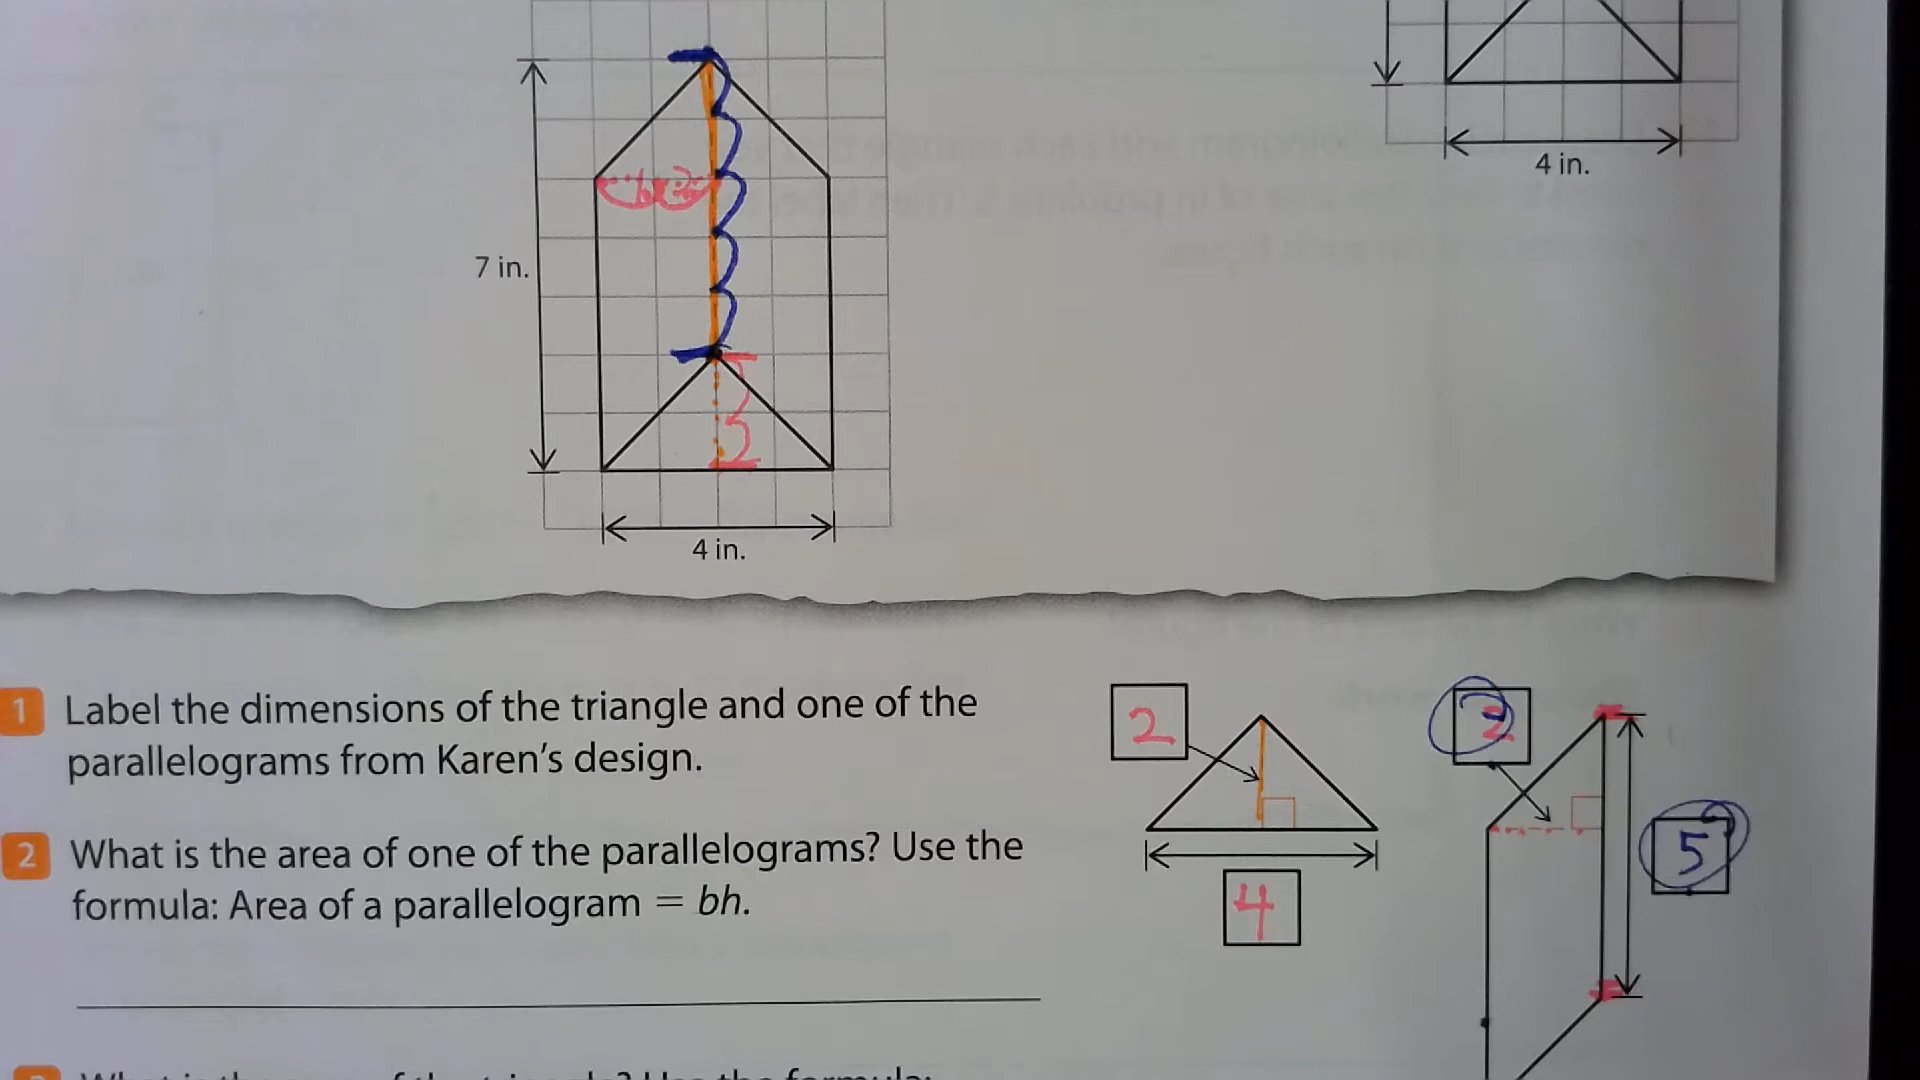 4 in.
7 in.
4 in.
1 Label the dimensions of the triangle and one of the
parallelograms from Karen's design.
2
2
5
4
2 What is the area of one of the parallelograms? Use the
formula: Area of a parallelogram = bh.